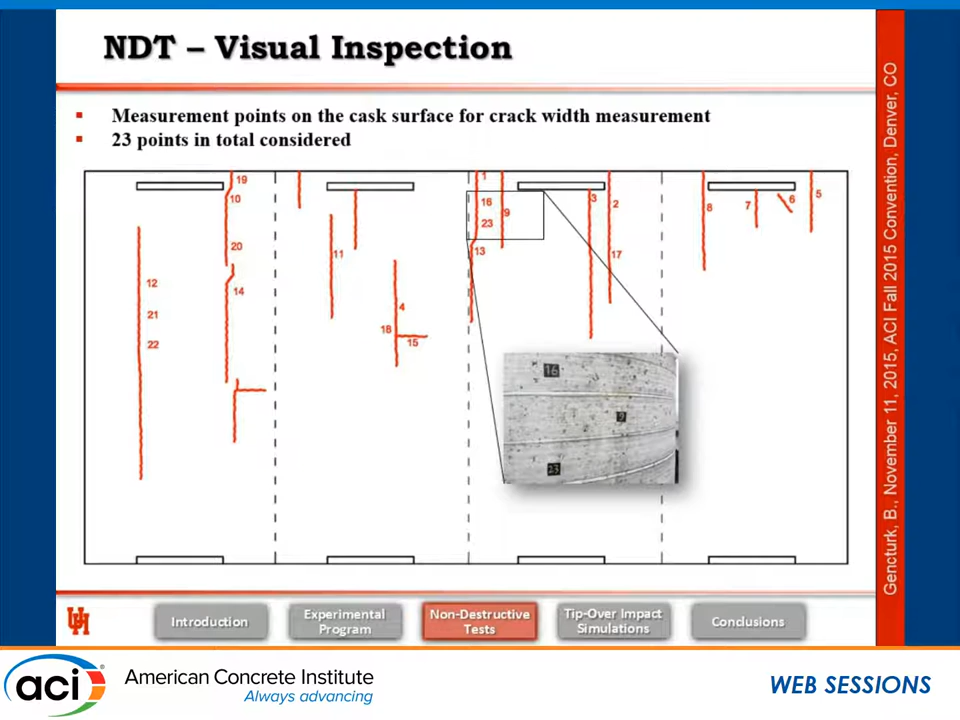 NDT – Visual Inspection
▪ Measurement points on the cask surface for crack width measurement
▪ 23 points in total considered
19
10
20
12
21
22
14
11
4
18
15
1
16
9
23
13
3
2
17
8
7
6
5
16
9
23
Gencturk, B., November 11, 2015, ACI Fall 2015 Convention, Denver, CO
UH
Introduction
Experimental
Program
Non-Destructive
Tests
Tip-Over Impact
Simulations
Conclusions
aci®
American Concrete Institute
Always advancing
WEB SESSIONS